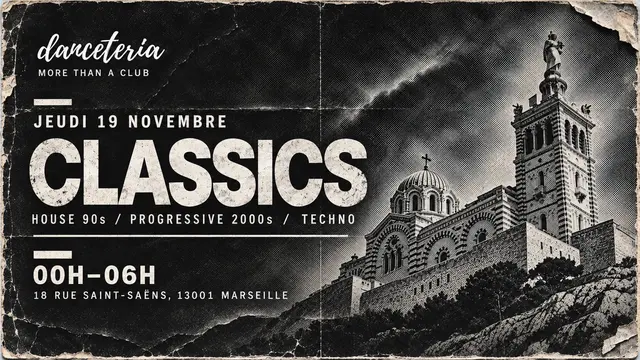 danceteria
MORE THAN A CLUB
JEUDI 19 NOVEMBRE
CLASSICS
HOUSE 90s / PROGRESSIVE 2000s / TECHNO
00H–06H
18 RUE SAINT-SAËNS, 13001 MARSEILLE